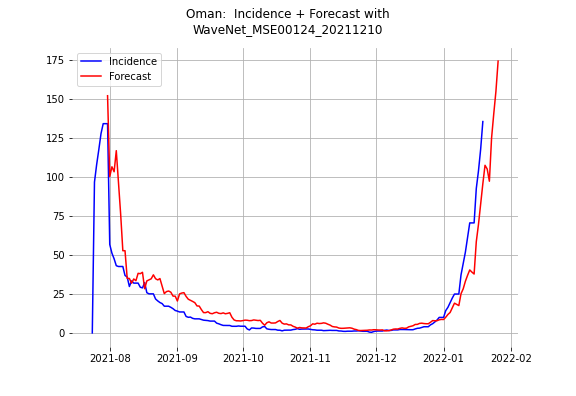 Oman:  Incidence + Forecast with
WaveNet_MSE00124_20211210
Incidence
Forecast
175
150
125
100
75
50
25
0
2021-08 2021-09 2021-10 2021-11 2021-12 2022-01 2022-02